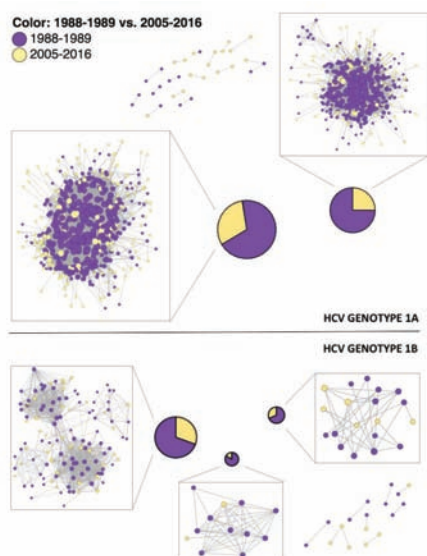 Color: 1988-1989 vs. 2005-2016
1988-1989
2005-2016
HCV GENOTYPE 1A
HCV GENOTYPE 1B